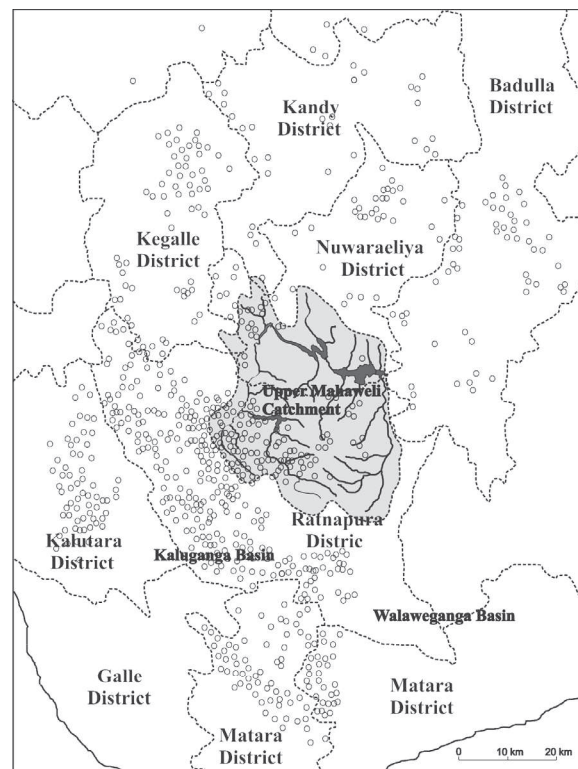 Badulla
District
Kandy
District
Kegalle
District
Nuwaraeliya
District
Upper Mahaweli
Catchment
Ratnapura
Distric
Kalutara
District
Kaluganga Basin
Walaweganga Basin
Galle
District
Matara
District
Matara
District
0 10 km 20 km